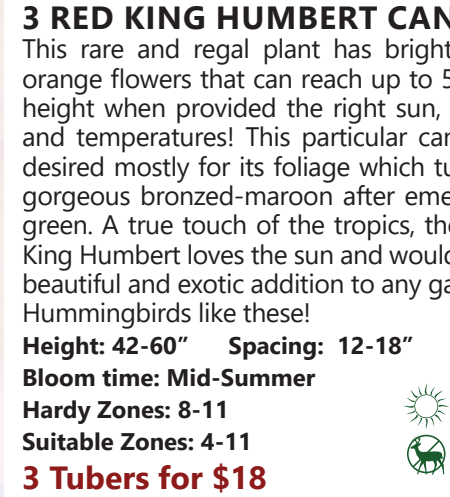 3 RED KING HUMBERT CAN
This rare and regal plant has bright
orange flowers that can reach up to 5
height when provided the right sun,
and temperatures! This particular car
desired mostly for its foliage which tu
gorgeous bronzed-maroon after eme
green. A true touch of the tropics, the
King Humbert loves the sun and would
beautiful and exotic addition to any ga
Hummingbirds like these!
Height: 42-60” Spacing: 12-18”
Bloom time: Mid-Summer
Hardy Zones: 8-11
Suitable Zones: 4-11
3 Tubers for $18